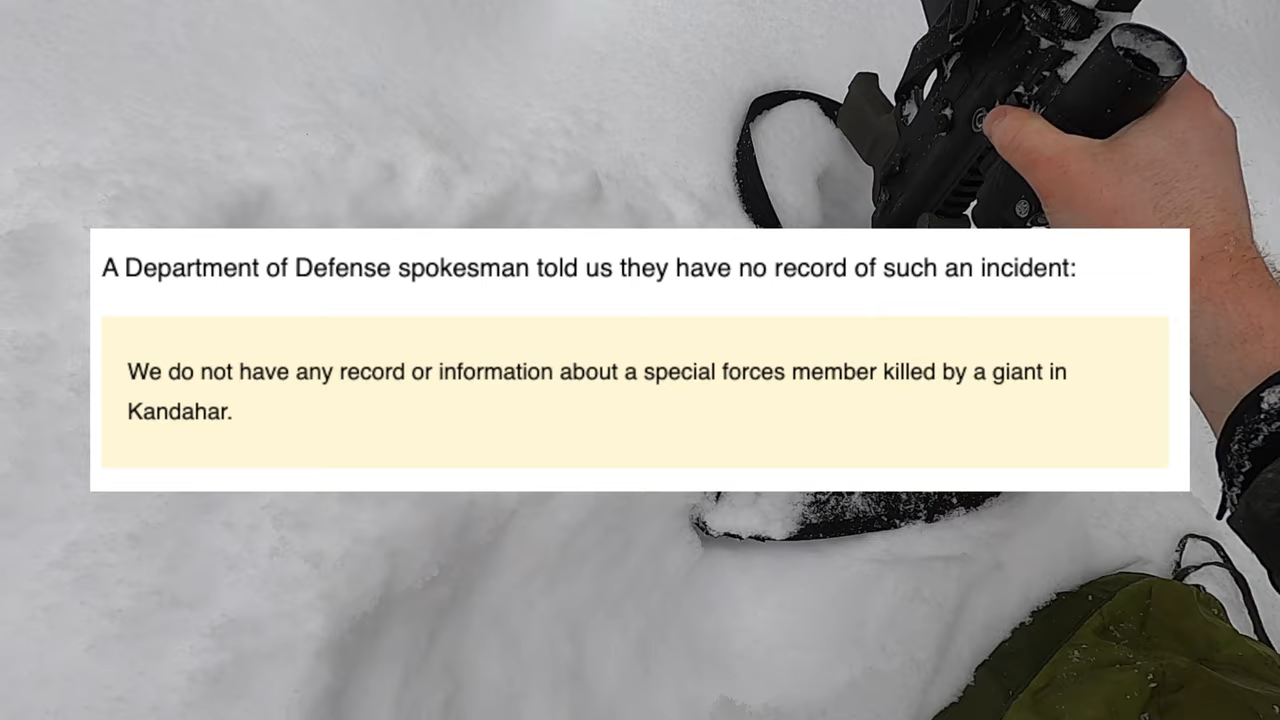 A Department of Defense spokesman told us they have no record of such an incident:
We do not have any record or information about a special forces member killed by a giant in
Kandahar.